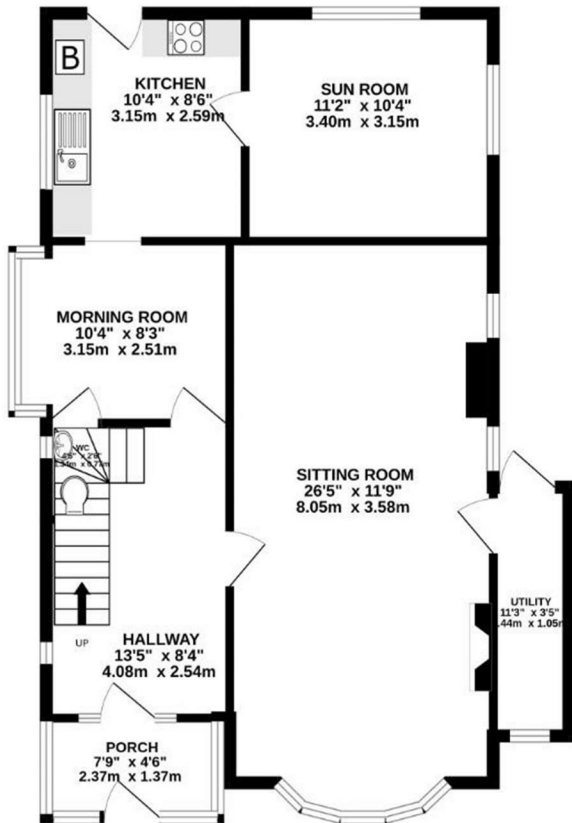 B
KITCHEN
10'4" x 8'6"
3.15m x 2.59m
SUN ROOM
11'2" x 10'4"
3.40m x 3.15m
MORNING ROOM
10'4" x 8'3"
3.15m x 2.51m
WC
SITTING ROOM
26'5" x 11'9"
8.05m x 3.58m
UTILITY
11'3" x 3'5"
.44m x 1.05m
UP
HALLWAY
13'5" x 8'4"
4.08m x 2.54m
PORCH
7'9" x 4'6"
2.37m x 1.37m